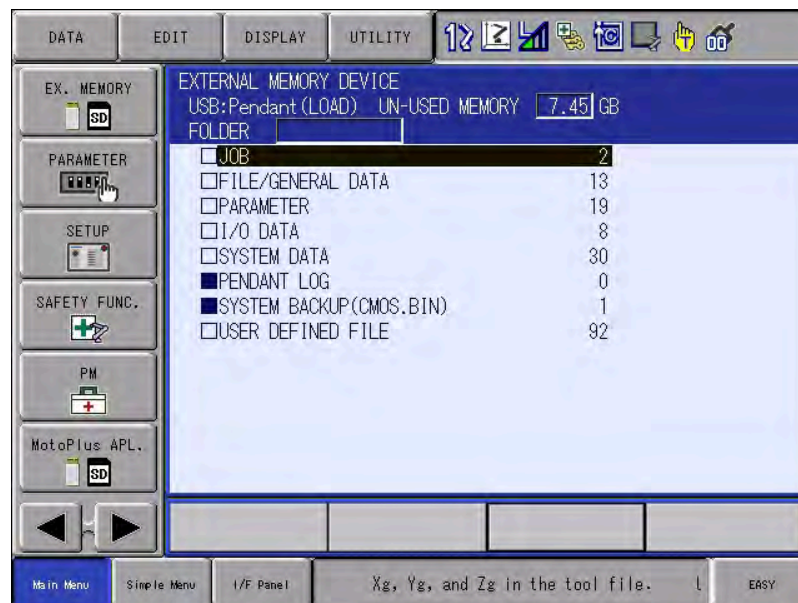 DATA EDIT DISPLAY UTILITY
EX. MEMORY
SD
PARAMETER
SETUP
SAFETY FUNC.
PM
MotoPlus APL.
SD
EXTERNAL MEMORY DEVICE
USB:Pendant(LOAD) UN-USED MEMORY 7.45 GB
FOLDER
JOB 2
FILE/GENERAL DATA 13
PARAMETER 19
I/O DATA 8
SYSTEM DATA 30
PENDANT LOG 0
SYSTEM BACKUP(CMOS.BIN) 1
USER DEFINED FILE 92
Main Menu Simple Menu I/F Panel Xg, Yg, and Zg in the tool file. EASY